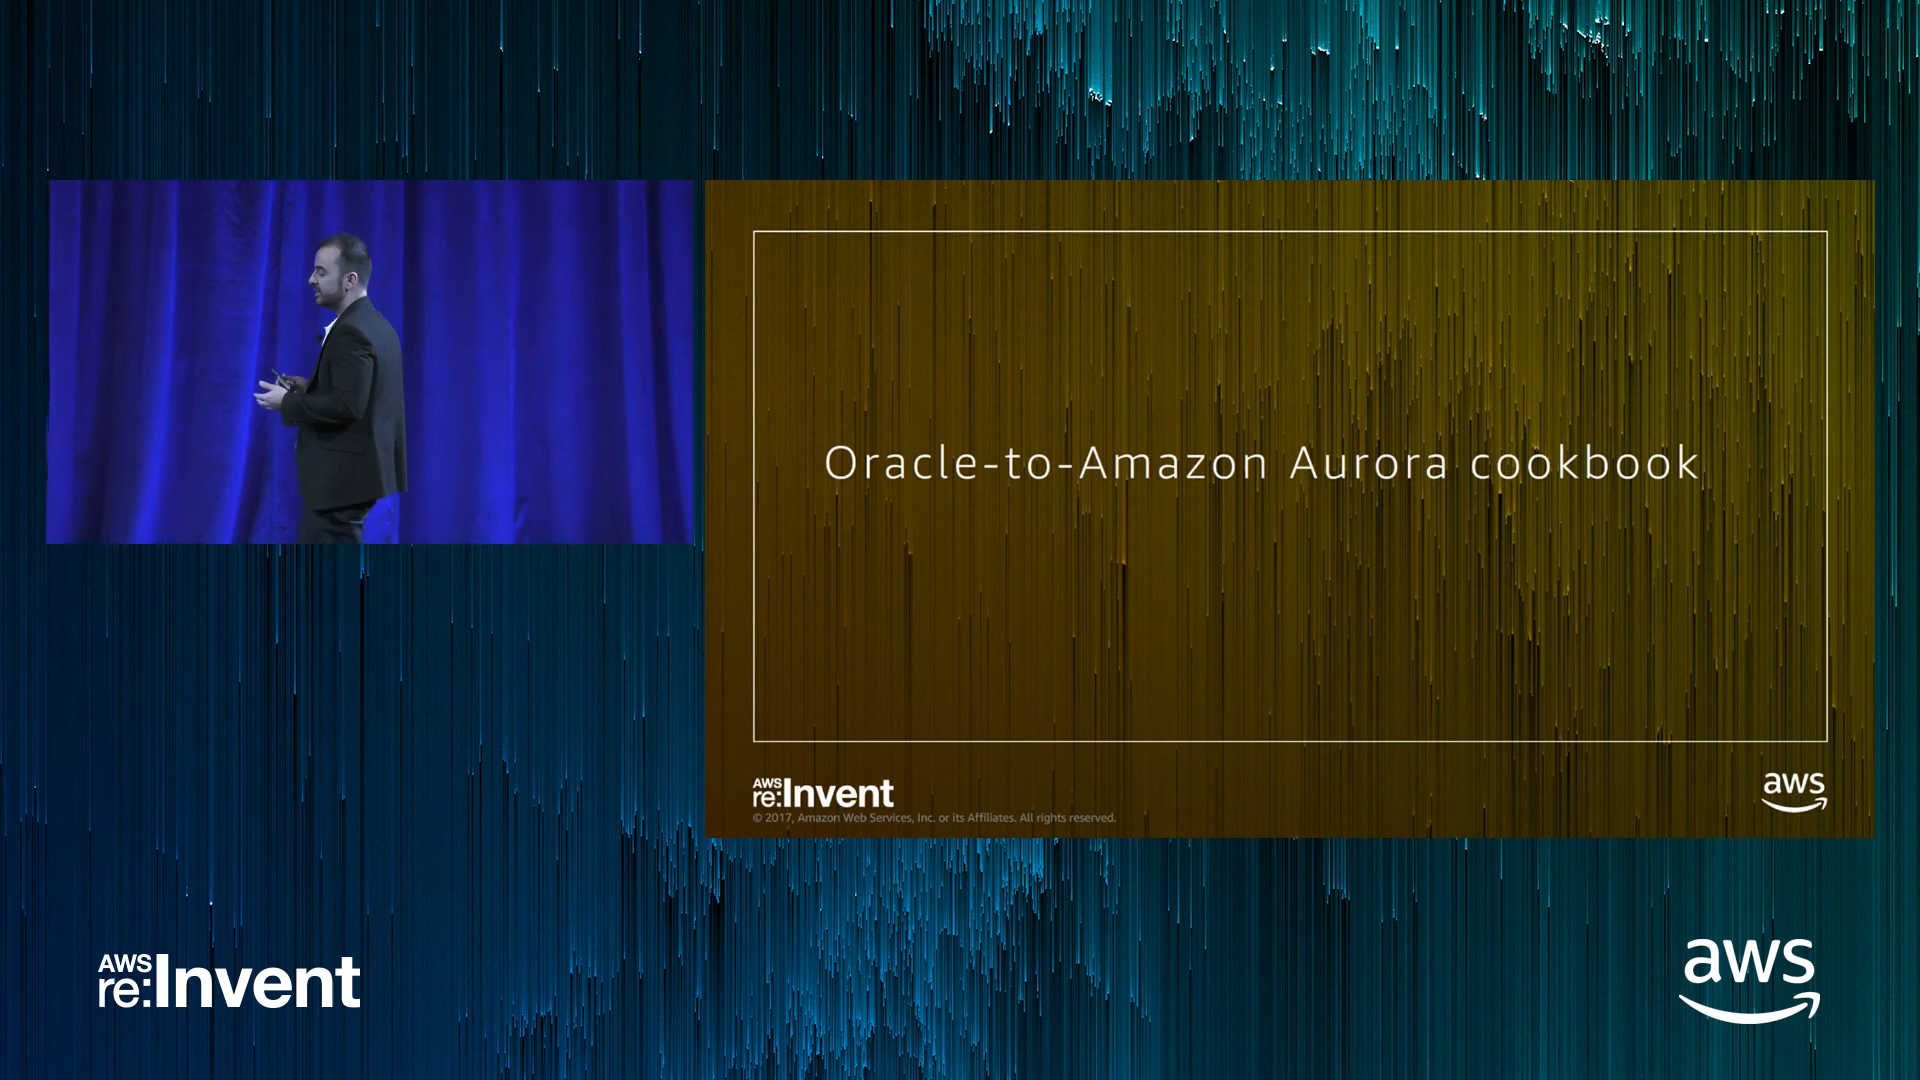 Oracle-to-Amazon Aurora cookbook
AWS
re:Invent
© 2017, Amazon Web Services, Inc. or its Affiliates. All rights reserved.
aws
AWS
re:Invent
aws